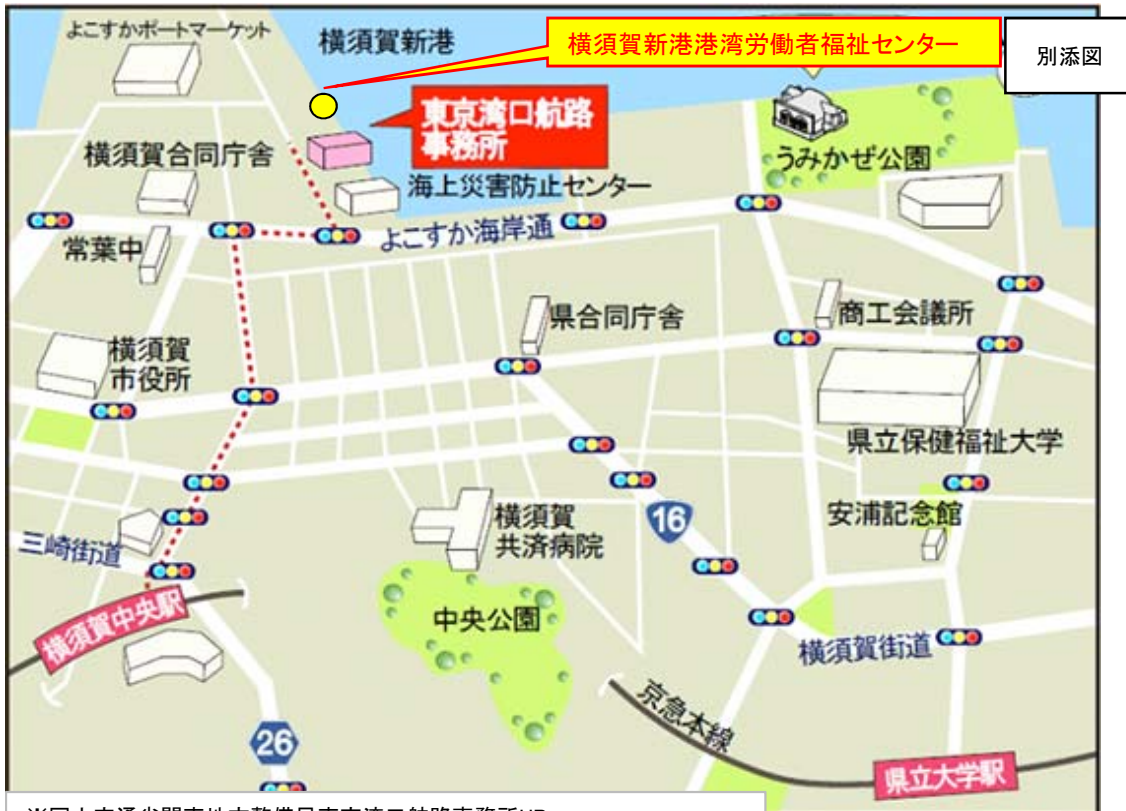 よこすかポートマーケット
横須賀新港
横須賀新港港湾労働者福祉センター
別添図
東京湾口航路
事務所
横須賀合同庁舎
海上災害防止センター
うみかぜ公園
常葉中
よこすか海岸通
県合同庁舎
商工会議所
横須賀
市役所
県立保健福祉大学
横須賀
共済病院
16
安浦記念館
三崎街道
横須賀中央駅
中央公園
横須賀街道
京急本線
26
県立大学駅